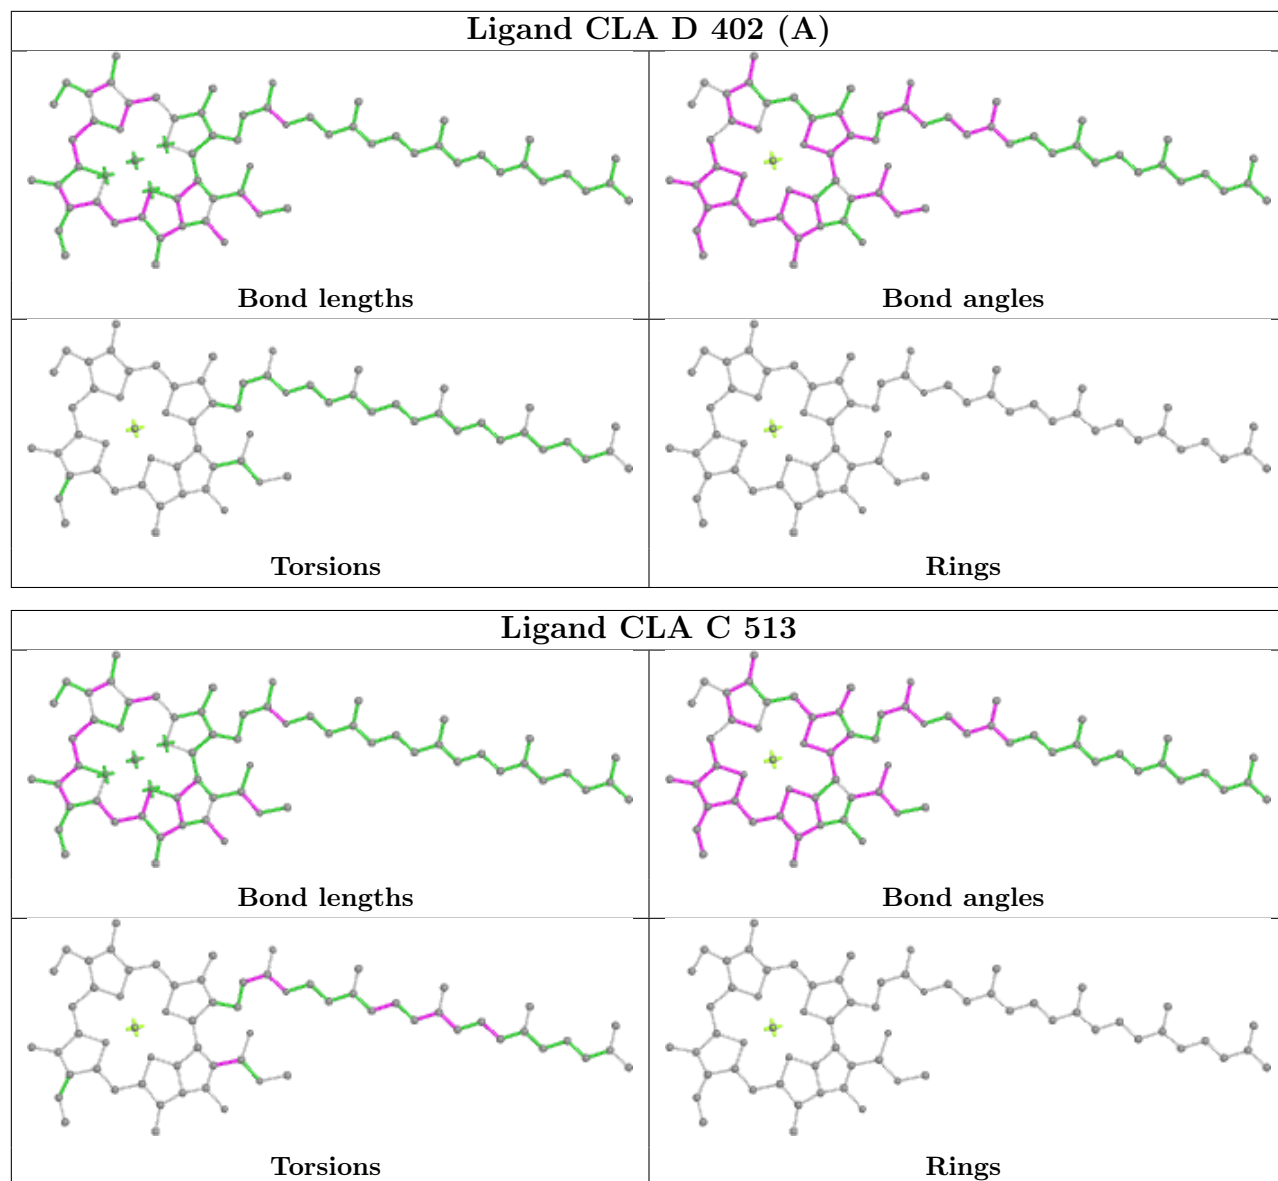 Ligand CLA D 402 (A)
Bond lengths
Bond angles
Torsions
Rings
Ligand CLA C 513
Bond lengths
Bond angles
Torsions
Rings